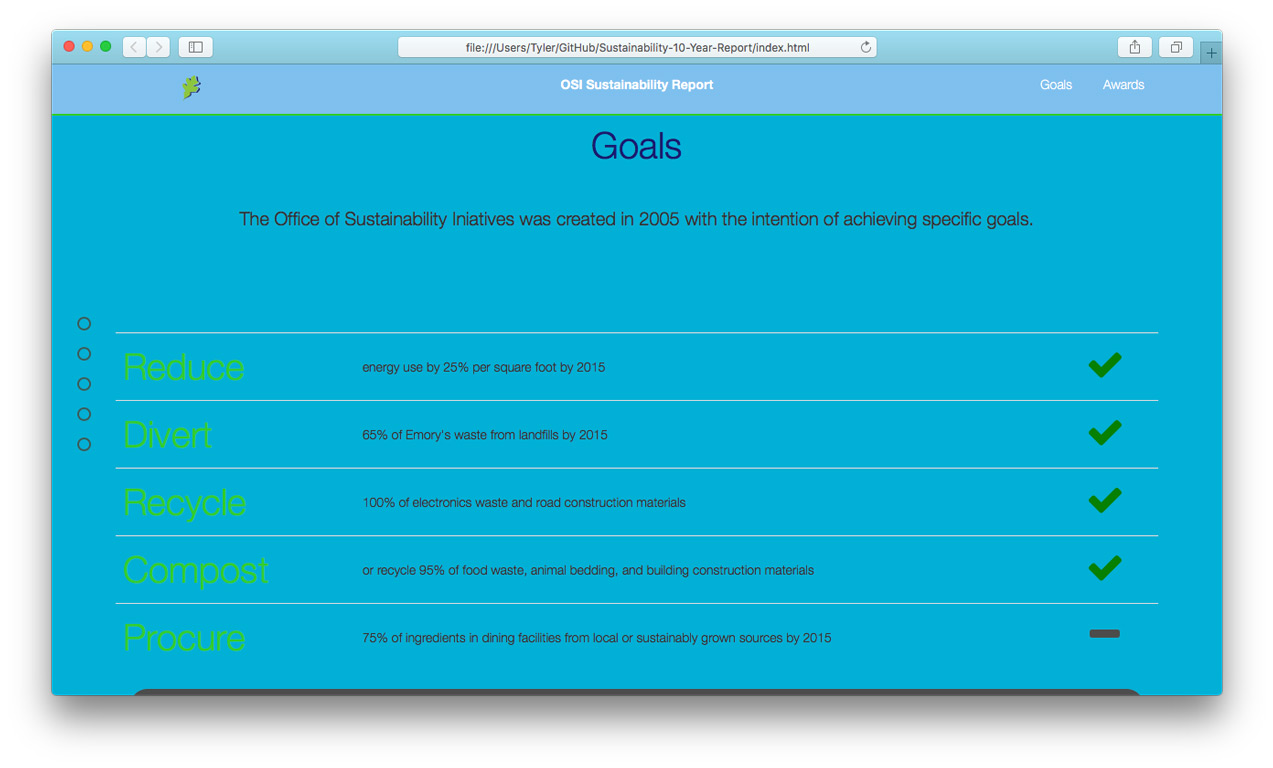 file:///Users/Tyler/GitHub/Sustainability-10-Year-Report/index.html
OSI Sustainability Report
Goals
Awards
Goals
The Office of Sustainability Iniatives was created in 2005 with the intention of achieving specific goals.
Reduce energy use by 25% per square foot by 2015
Divert 65% of Emory's waste from landfills by 2015
Recycle 100% of electronics waste and road construction materials
Compost or recycle 95% of food waste, animal bedding, and building construction materials
Procure 75% of ingredients in dining facilities from local or sustainably grown sources by 2015